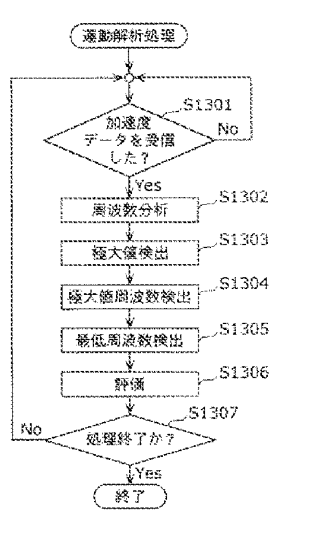 運動解析処理
S1301
加速度
データを受信
した？
No
Yes
S1302
周波数分析
S1303
極大値検出
S1304
極大値周波数検出
S1305
最低周波数検出
S1306
評価
S1307
処理終了か？
No
Yes
終了